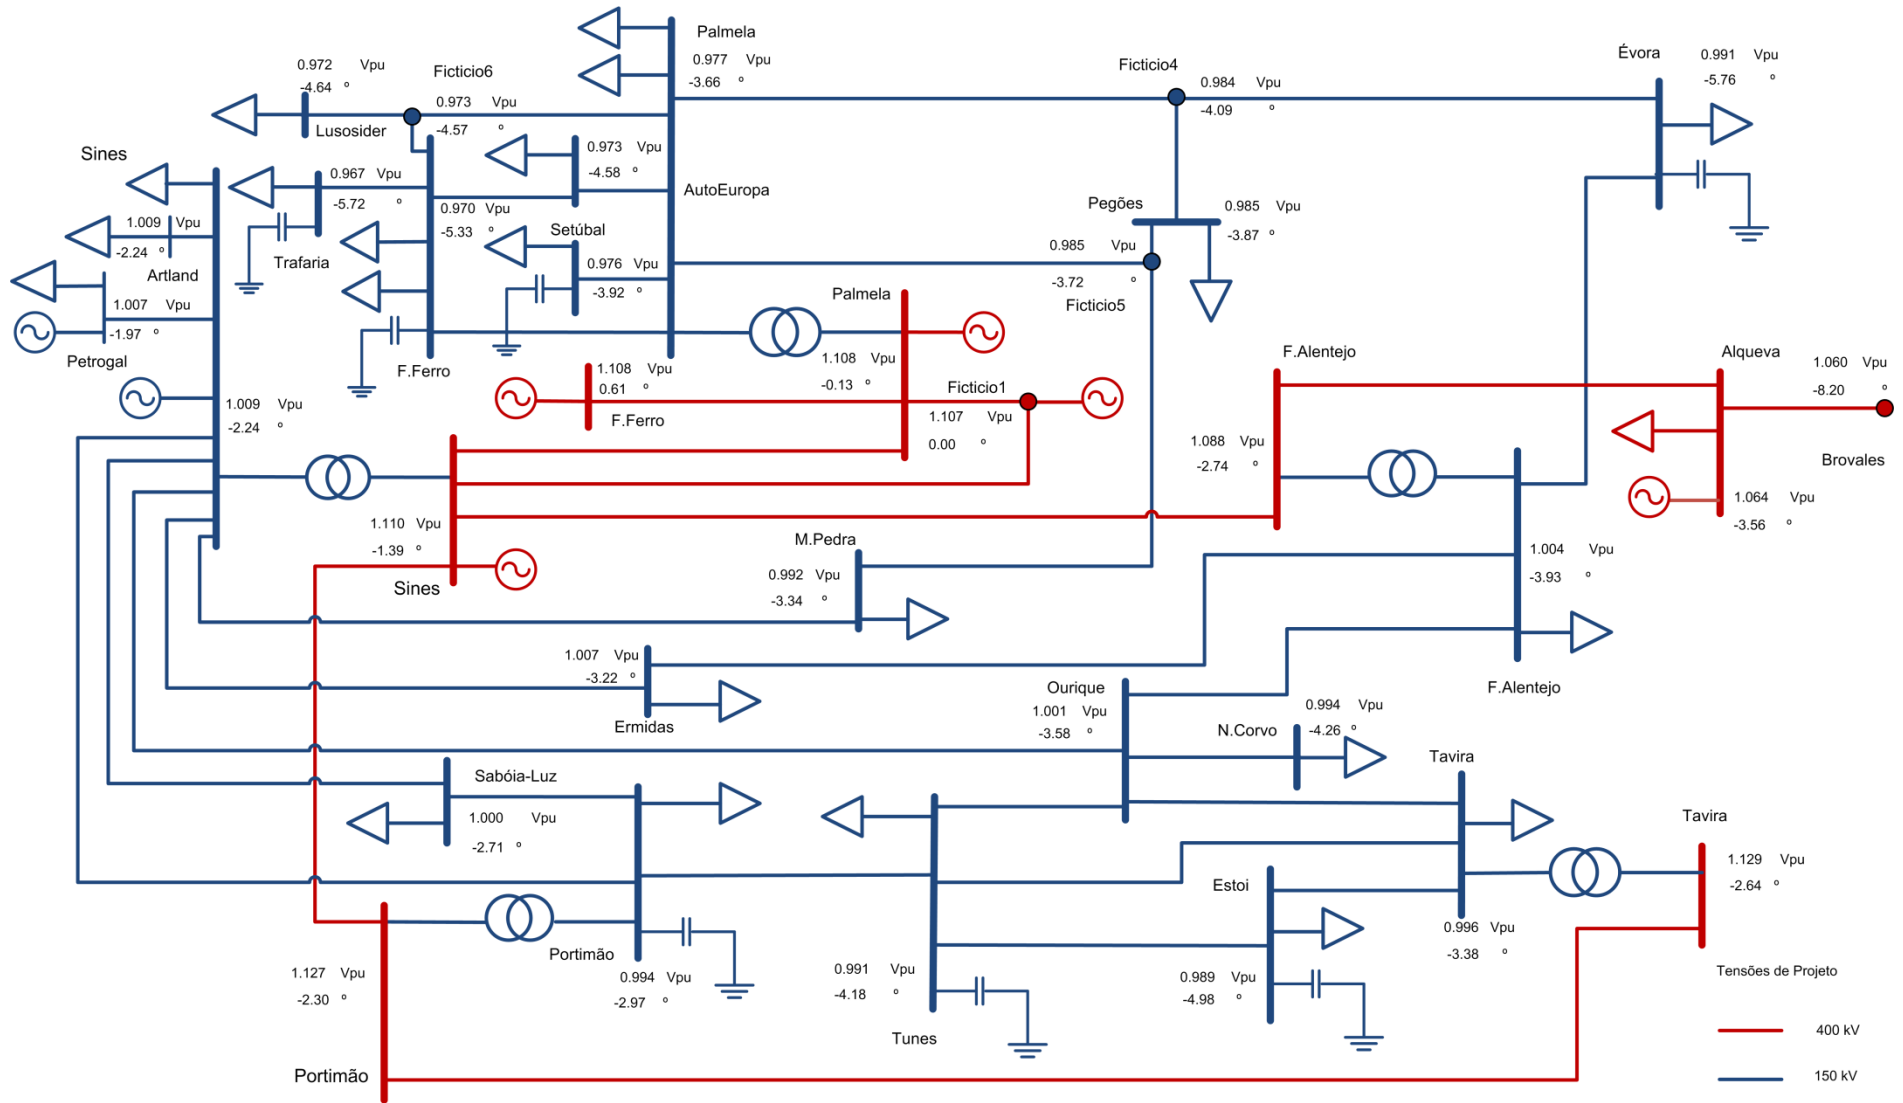 Palmela
0.977 Vpu
-3.66 º
Ficticio4
0.984 Vpu
-4.09 º
Évora
0.991 Vpu
-5.76 º
0.972 Vpu
-4.64 º
Lusosider
Ficticio6
0.973 Vpu
-4.57 º
Sines
0.973 Vpu
-4.58 º
AutoEuropa
0.967 Vpu
-5.72 º
Trafaria
0.970 Vpu
-5.33 º
Setúbal
0.976 Vpu
-3.92 º
Pegões
0.985 Vpu
-3.87 º
0.985 Vpu
-3.72 º
Ficticio5
1.009 Vpu
-2.24 º
Artland
1.007 Vpu
-1.97 º
Petrogal
F.Ferro
Palmela
1.108 Vpu
-0.13 º
1.108 Vpu
0.61 º
F.Ferro
Ficticio1
1.107 Vpu
0.00 º
F.Alentejo
1.088 Vpu
-2.74 º
Alqueva
1.060 Vpu
-8.20 º
Brovales
1.064 Vpu
-3.56 º
1.009 Vpu
-2.24 º
1.110 Vpu
-1.39 º
Sines
M.Pedra
0.992 Vpu
-3.34 º
1.004 Vpu
-3.93 º
F.Alentejo
1.007 Vpu
-3.22 º
Ermidas
Ourique
1.001 Vpu
-3.58 º
N.Corvo
0.994 Vpu
-4.26 º
Tavira
Sabóia-Luz
1.000 Vpu
-2.71 º
Tavira
1.129 Vpu
-2.64 º
Estoi
0.996 Vpu
-3.38 º
Portimão
0.994 Vpu
-2.97 º
0.991 Vpu
-4.18 º
Tunes
0.989 Vpu
-4.98 º
1.127 Vpu
-2.30 º
Portimão
Tensões de Projeto
400 kV
150 kV